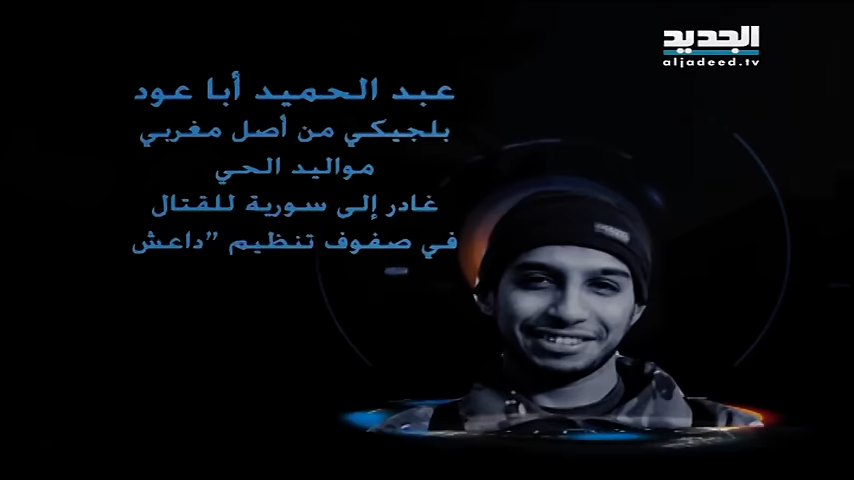 الجديد
aljadeed.tv
عبد الحميد أبا عود
بلجيكي من أصل مغربي
مواليد الحي
غادر إلى سورية للقتال
في صفوف تنظيم "داعش